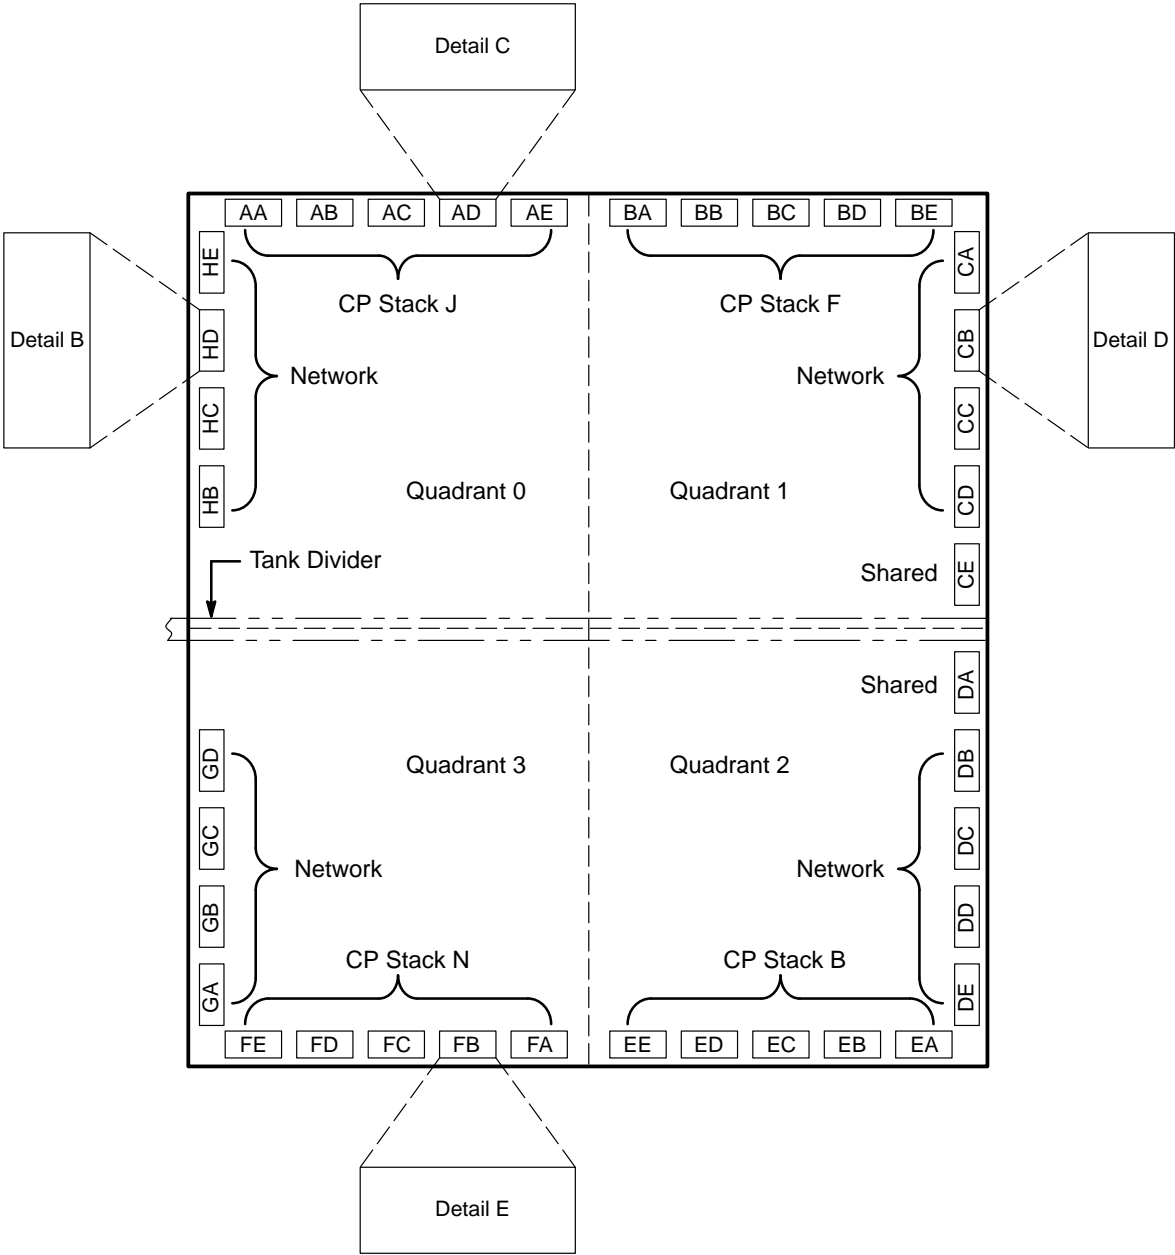 Detail C
AA AB AC AD AE BA BB BC BD BE
HE
CA
CP Stack J
CP Stack F
Detail B
HD
CB
Detail D
Network
Network
HC
CC
HB
Quadrant 0
Quadrant 1
CD
Tank Divider
Shared
CE
Shared
DA
GD
Quadrant 3
Quadrant 2
DB
GC
DC
Network
Network
GB
DD
CP Stack N
CP Stack B
GA
DE
FE FD FC FB FA EE ED EC EB EA
Detail E